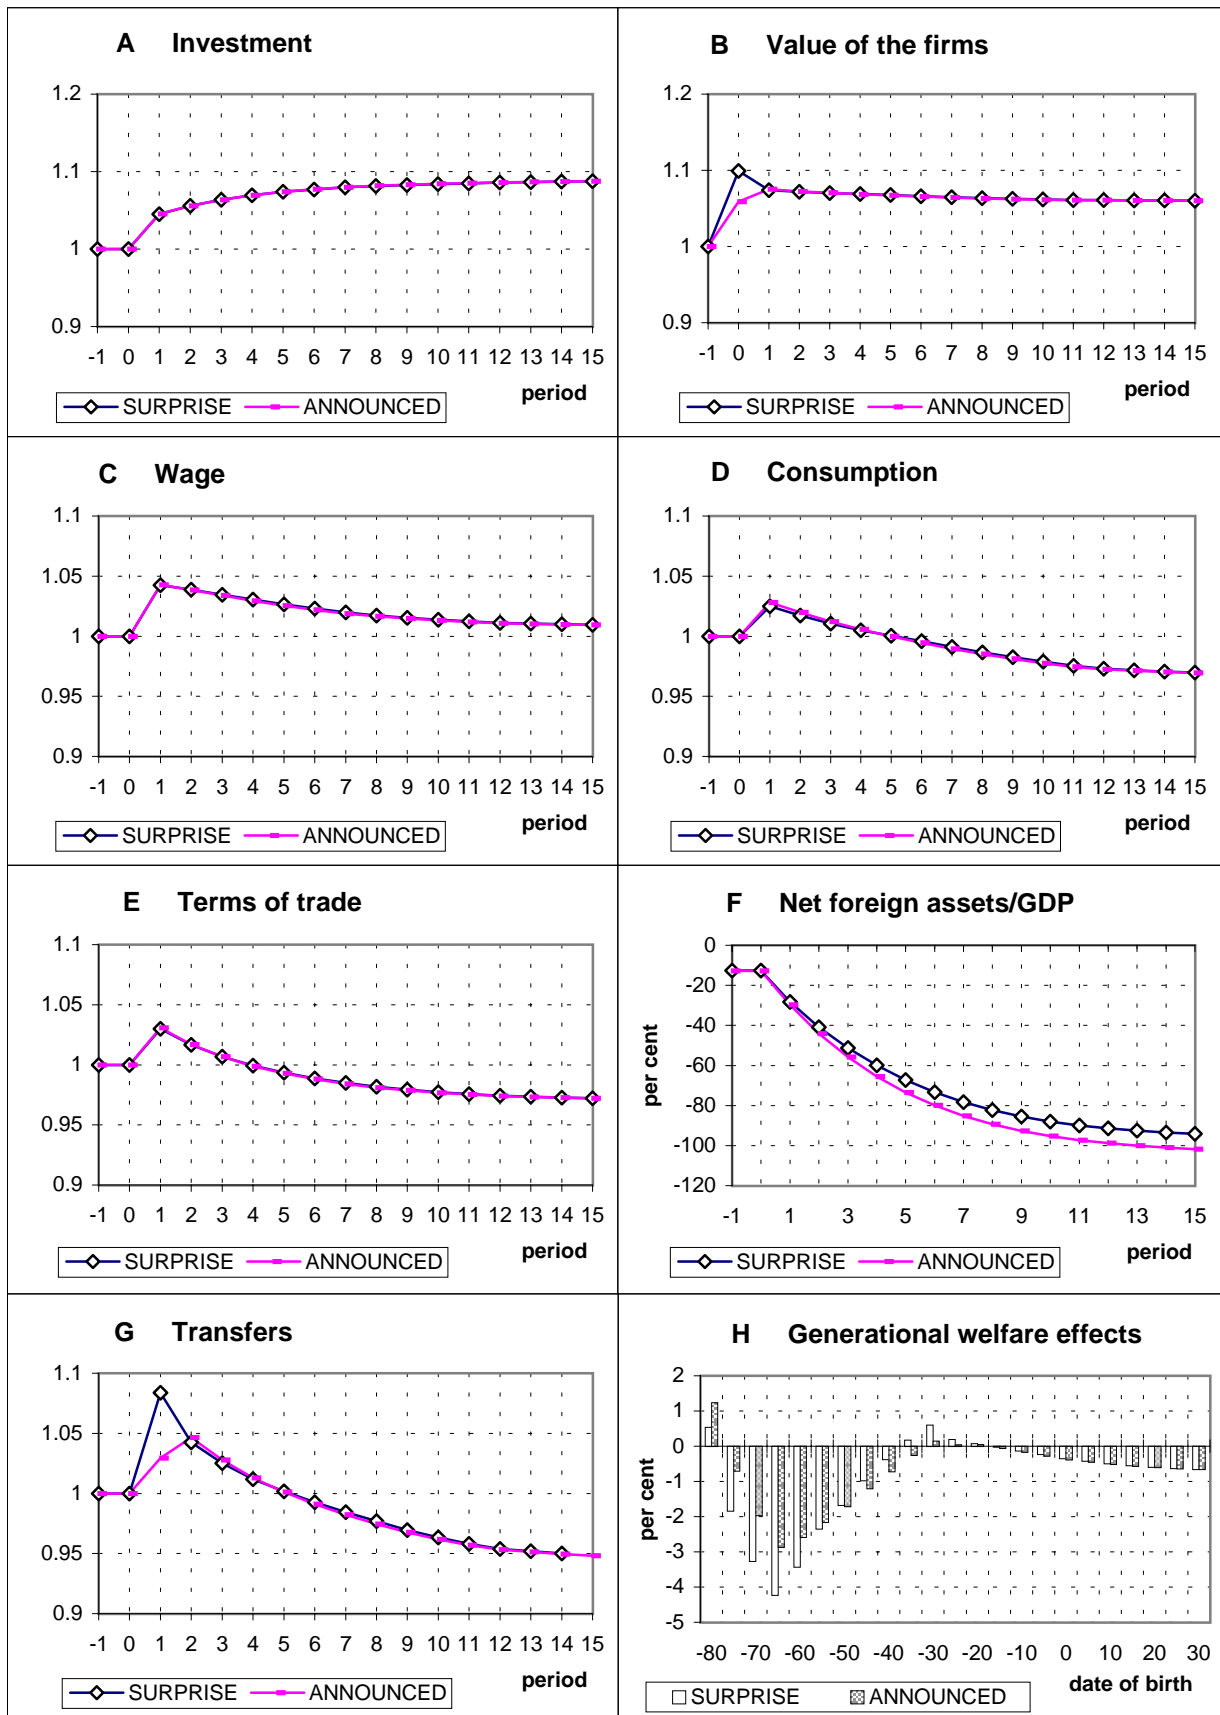 A Investment
1.2
1.1
1
0.9
-1 0 1 2 3 4 5 6 7 8 9 10 11 12 13 14 15
period
SURPRISE ANNOUNCED
B Value of the firms
1.2
1.1
1
0.9
-1 0 1 2 3 4 5 6 7 8 9 10 11 12 13 14 15
period
SURPRISE ANNOUNCED
C Wage
1.1
1.05
1
0.95
0.9
-1 0 1 2 3 4 5 6 7 8 9 10 11 12 13 14 15
period
SURPRISE ANNOUNCED
D Consumption
1.1
1.05
1
0.95
0.9
-1 0 1 2 3 4 5 6 7 8 9 10 11 12 13 14 15
period
SURPRISE ANNOUNCED
E Terms of trade
1.1
1.05
1
0.95
0.9
-1 0 1 2 3 4 5 6 7 8 9 10 11 12 13 14 15
period
SURPRISE ANNOUNCED
F Net foreign assets/GDP
per cent
0
-20
-40
-60
-80
-100
-120
-1 1 3 5 7 9 11 13 15
period
SURPRISE ANNOUNCED
G Transfers
1.1
1.05
1
0.95
0.9
-1 0 1 2 3 4 5 6 7 8 9 10 11 12 13 14 15
period
SURPRISE ANNOUNCED
H Generational welfare effects
per cent
2
1
0
-1
-2
-3
-4
-5
-80 -70 -60 -50 -40 -30 -20 -10 0 10 20 30
date of birth
SURPRISE ANNOUNCED